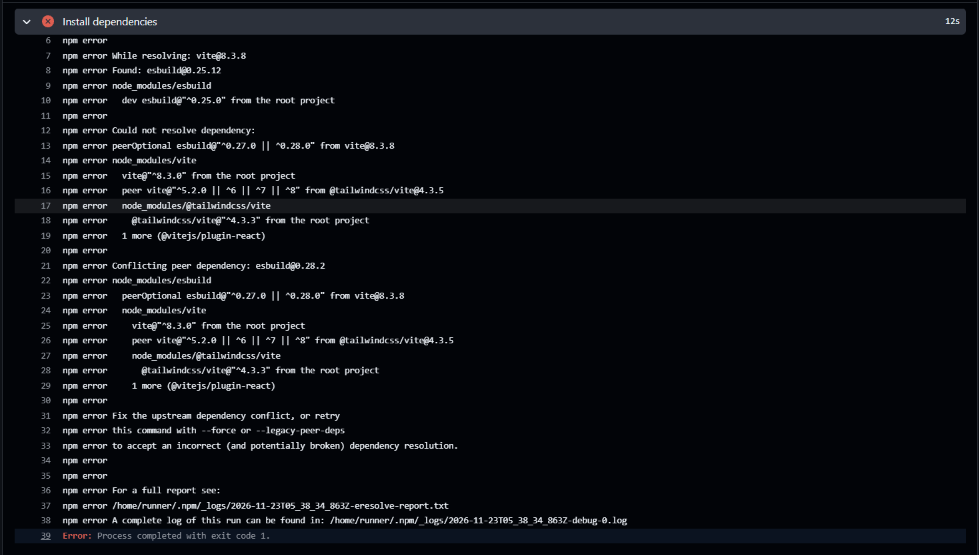 Install dependencies 12s
6 npm error
7 npm error While resolving: vite@8.3.8
8 npm error Found: esbuild@0.25.12
9 npm error node_modules/esbuild
10 npm error   dev esbuild@"^0.25.0" from the root project
11 npm error
12 npm error Could not resolve dependency:
13 npm error peerOptional esbuild@"^0.27.0 || ^0.28.0" from vite@8.3.8
14 npm error node_modules/vite
15 npm error   vite@"^8.3.0" from the root project
16 npm error   peer vite@"^5.2.0 || ^6 || ^7 || ^8" from @tailwindcss/vite@4.3.5
17 npm error   node_modules/@tailwindcss/vite
18 npm error     @tailwindcss/vite@"^4.3.3" from the root project
19 npm error   1 more (@vitejs/plugin-react)
20 npm error
21 npm error Conflicting peer dependency: esbuild@0.28.2
22 npm error node_modules/esbuild
23 npm error   peerOptional esbuild@"^0.27.0 || ^0.28.0" from vite@8.3.8
24 npm error   node_modules/vite
25 npm error     vite@"^8.3.0" from the root project
26 npm error     peer vite@"^5.2.0 || ^6 || ^7 || ^8" from @tailwindcss/vite@4.3.5
27 npm error     node_modules/@tailwindcss/vite
28 npm error       @tailwindcss/vite@"^4.3.3" from the root project
29 npm error     1 more (@vitejs/plugin-react)
30 npm error
31 npm error Fix the upstream dependency conflict, or retry
32 npm error this command with --force or --legacy-peer-deps
33 npm error to accept an incorrect (and potentially broken) dependency resolution.
34 npm error
35 npm error
36 npm error For a full report see:
37 npm error /home/runner/.npm/_logs/2026-11-23T05_38_34_863Z-eresolve-report.txt
38 npm error A complete log of this run can be found in: /home/runner/.npm/_logs/2026-11-23T05_38_34_863Z-debug-0.log
39 Error: Process completed with exit code 1.